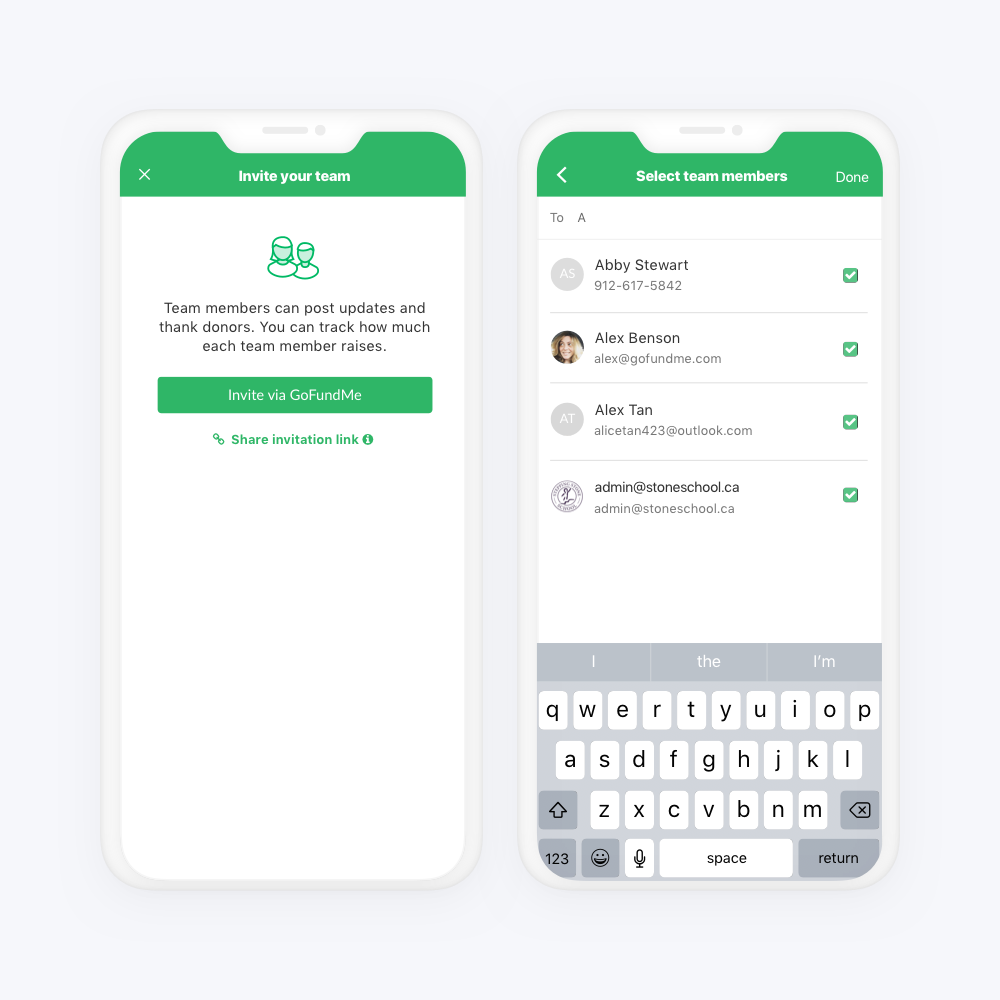 Invite your team
Team members can post updates and
thank donors. You can track how much
each team member raises.
Invite via GoFundMe
Share invitation link
Select team members
Done
To A
AS
Abby Stewart
912-617-5842
Alex Benson
alex@gofundme.com
AT
Alex Tan
alicetan423@outlook.com
admin@stoneschool.ca
admin@stoneschool.ca
I the I'm
q w e r t y u i o p
a s d f g h j k l
z x c v b n m
123 space return